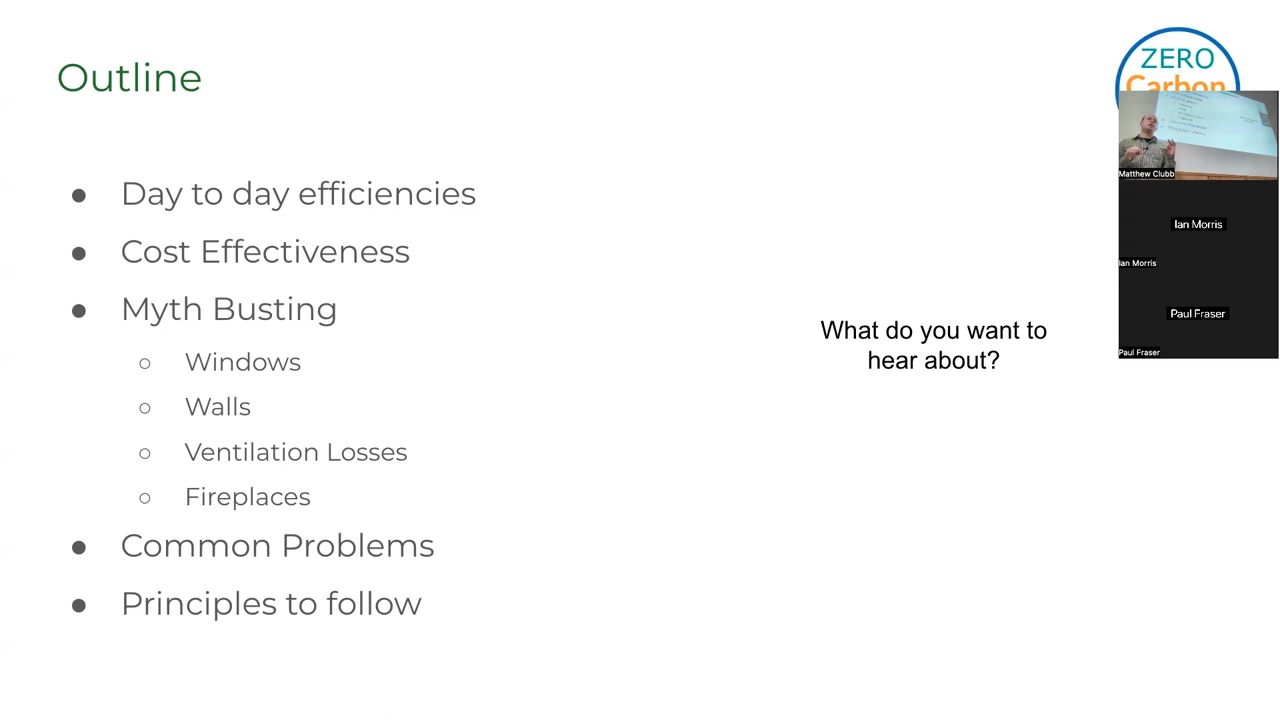 Outline
ZERO
Carbon
Day to day efficiencies
Cost Effectiveness
Myth Busting
Windows
Walls
Ventilation Losses
Fireplaces
Common Problems
Principles to follow
What do you want to
hear about?
Matthew Clubb
Ian Morris
Ian Morris
Paul Fraser
Paul Fraser